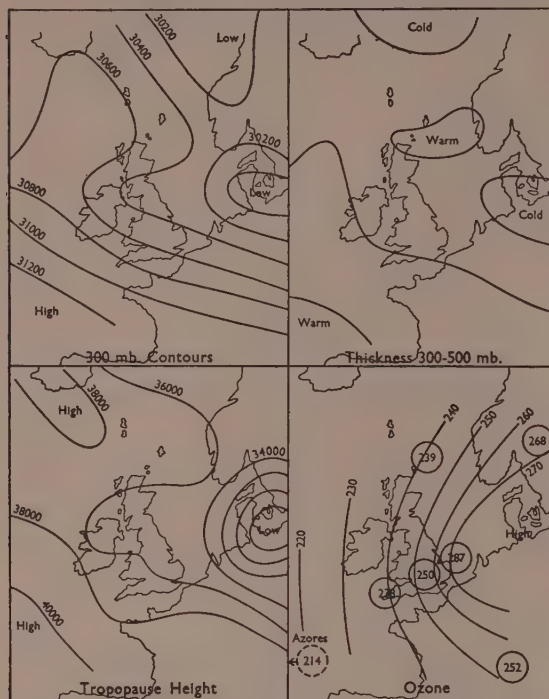 30200
30400
30600
Low
30200
Low
30800
31000
31200
High
300 mb. Contours
Cold
Warm
Cold
Warm
Thickness 300-500 mb.
38000
High
36000
34000
Low
38000
40000
High
Tropopause Height
240
250
260
268
270
239
230
High
220
287
250
228
Azores
214
252
Ozone